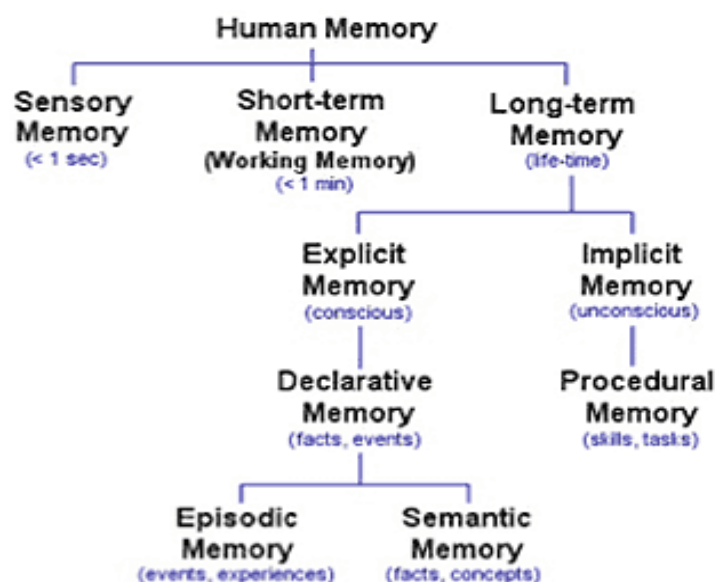 Human Memory
Sensory
Memory
(< 1 sec)
Short-term
Memory
(Working Memory)
(< 1 min)
Long-term
Memory
(life-time)
Explicit
Memory
(conscious)
Implicit
Memory
(unconscious)
Declarative
Memory
(facts, events)
Procedural
Memory
(skills, tasks)
Episodic
Memory
(events, experiences)
Semantic
Memory
(facts, concepts)